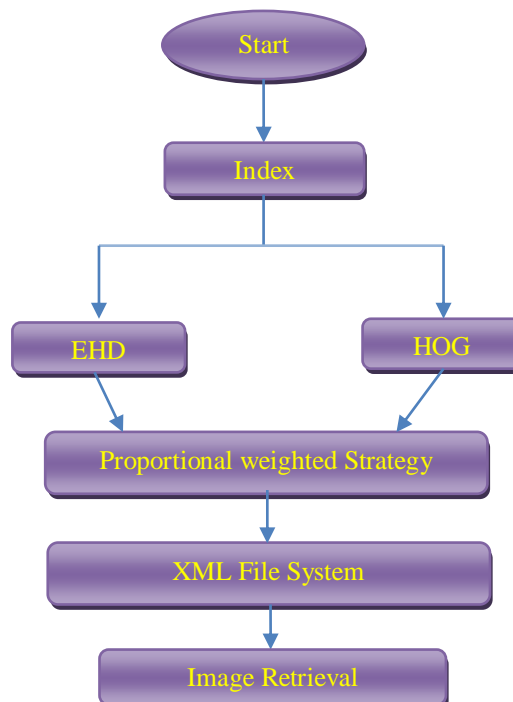 Start
Index
EHD
HOG
Proportional weighted Strategy
XML File System
Image Retrieval